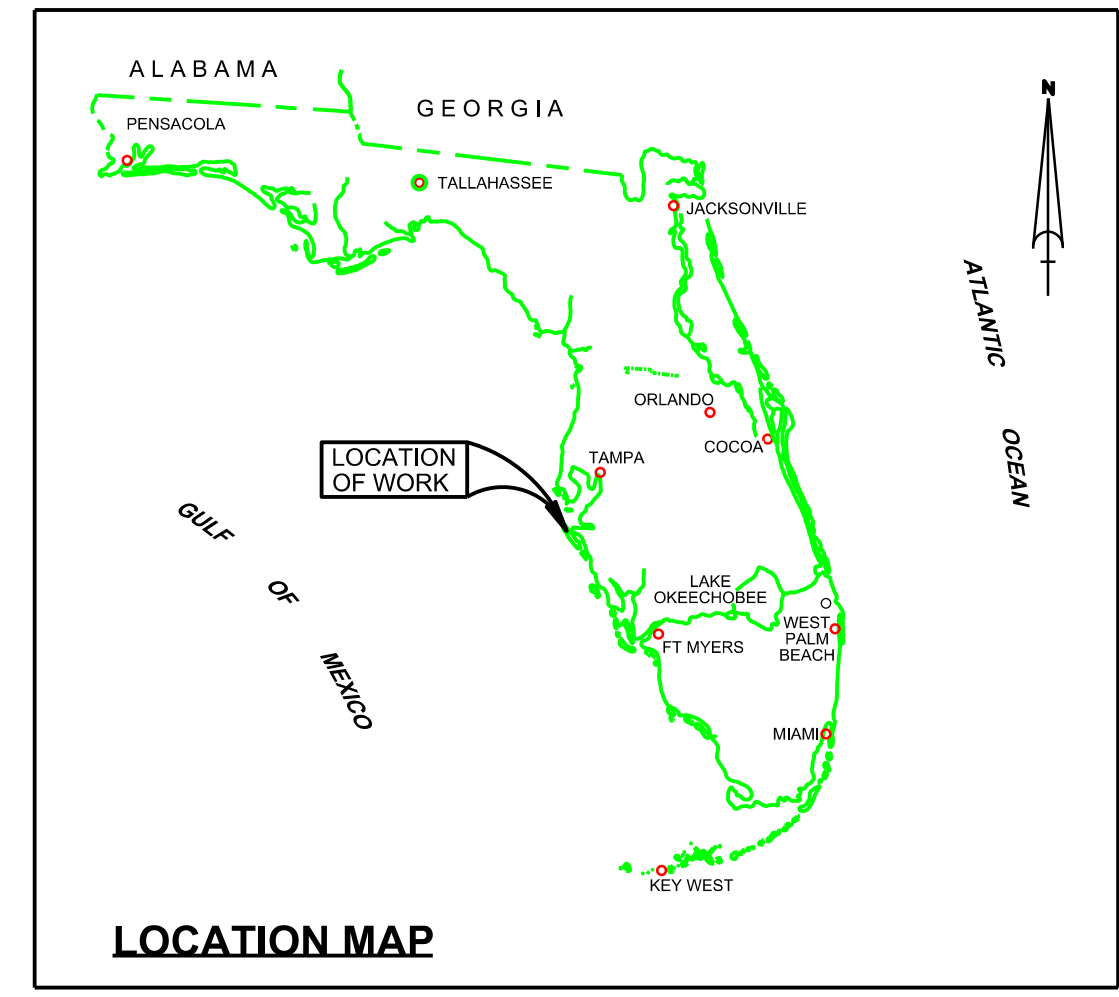 ALABAMA
GEORGIA
N
PENSACOLA
TALLAHASSEE
JACKSONVILLE
ATLANTIC
OCEAN
ORLANDO
COCOA
TAMPA
LOCATION
OF WORK
GULF
OF
MEXICO
LAKE
OKEECHOBEE
WEST
PALM
BEACH
FT MYERS
MIAMI
KEY WEST
LOCATION MAP